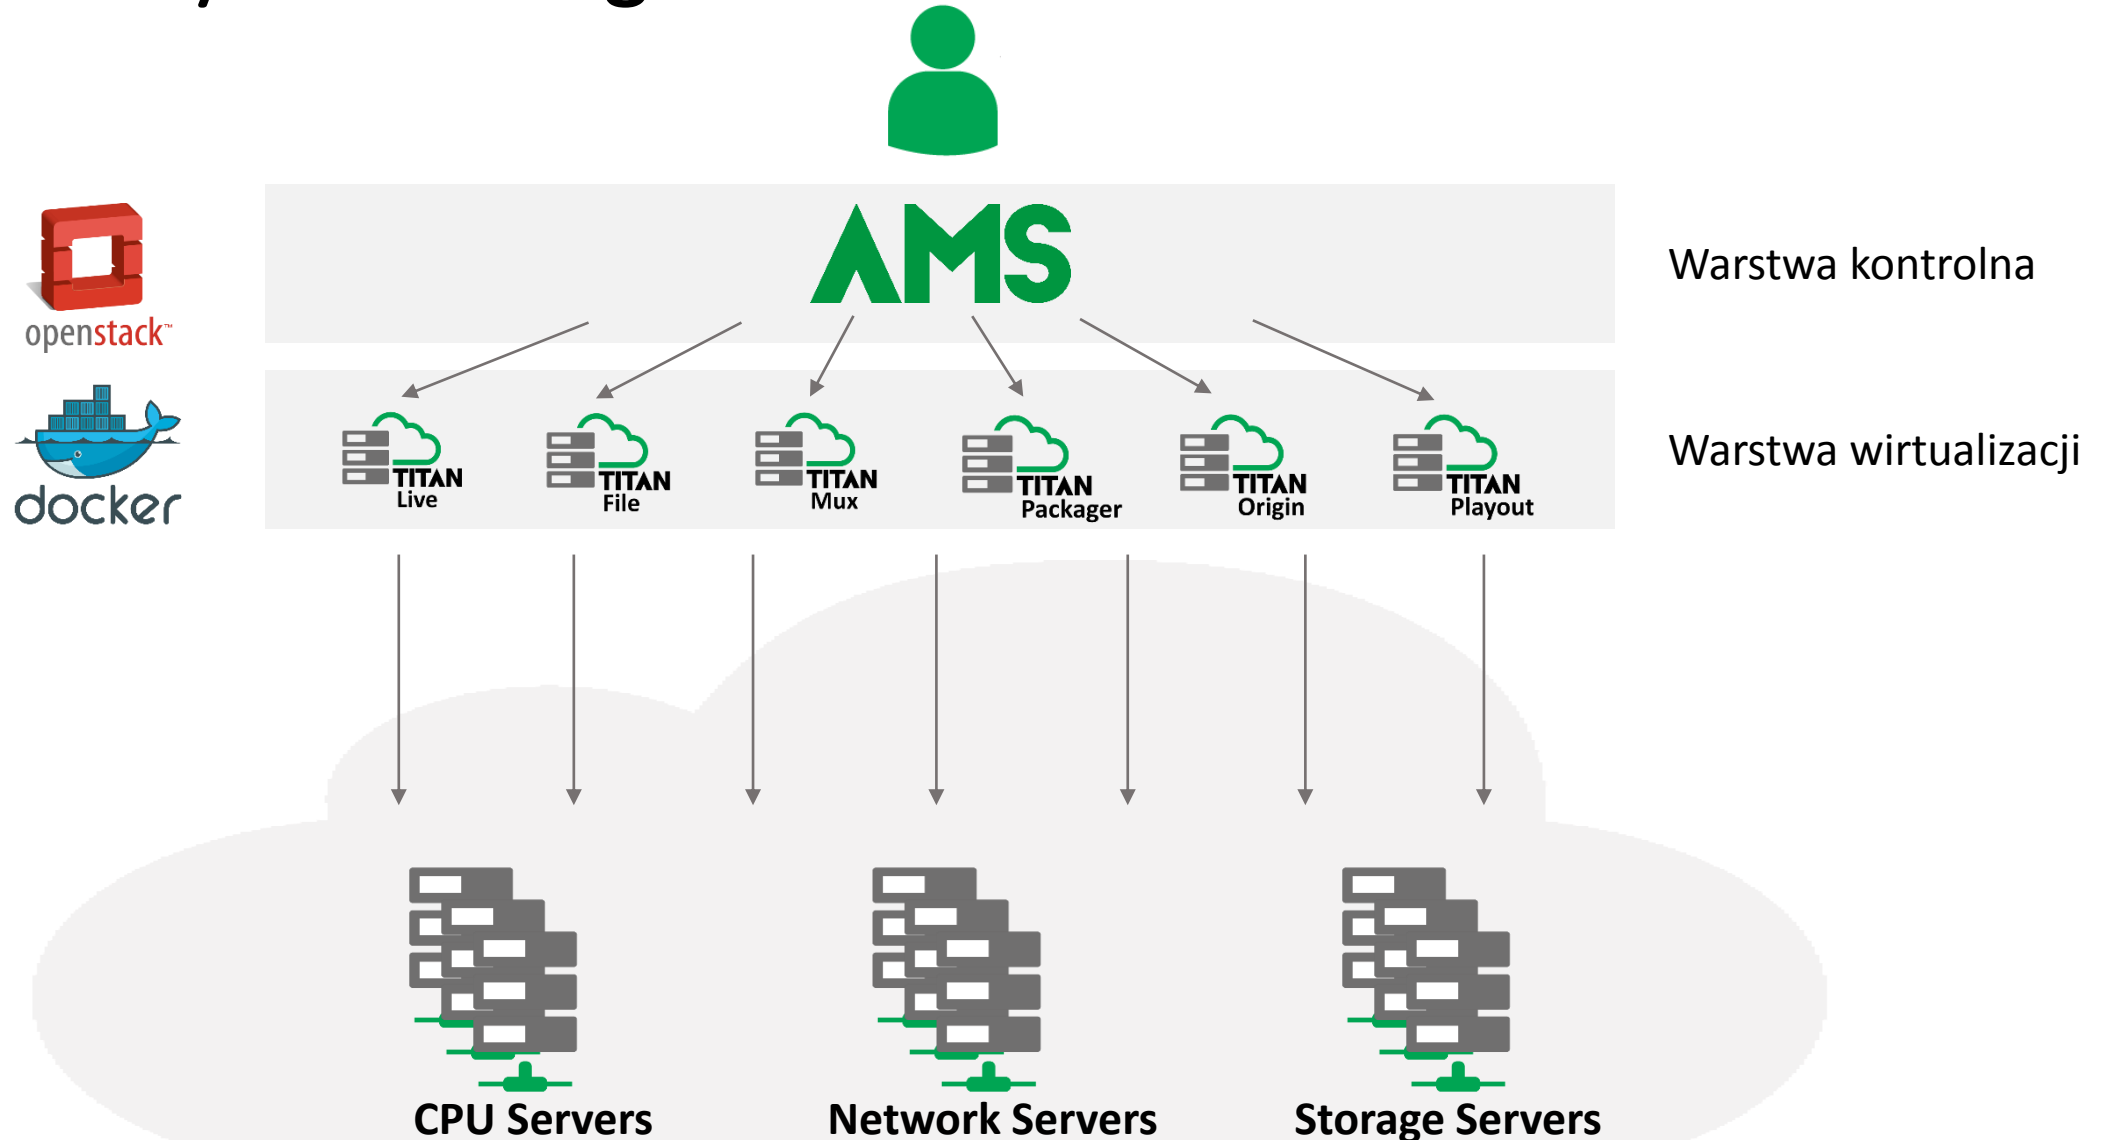 AMS
openstack™
Warstwa kontrolna
docker
TITAN
Live
TITAN
File
TITAN
Mux
TITAN
Packager
TITAN
Origin
TITAN
Playout
Warstwa wirtualizacji
CPU Servers
Network Servers
Storage Servers